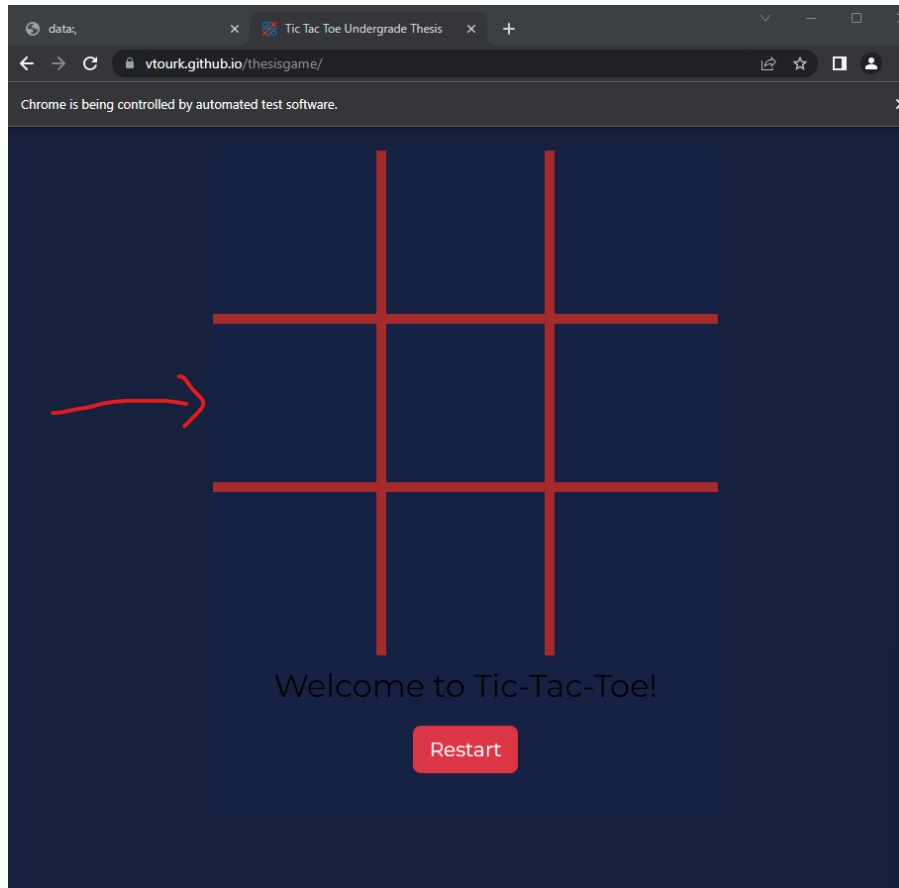 data:,
Tic Tac Toe Undergrade Thesis
vtourk.github.io/thesisgame/
Chrome is being controlled by automated test software.
Welcome to Tic-Tac-Toe!
Restart